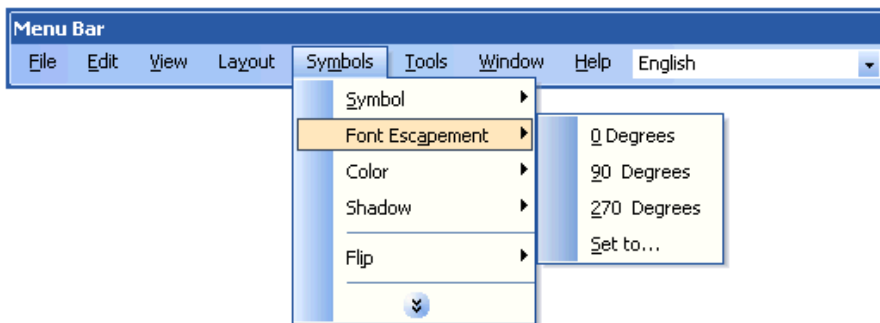 Menu Bar
File Edit View Layout Symbols Tools Window Help English
Symbol
Font Escapement
Color
Shadow
Flip
0 Degrees
90 Degrees
270 Degrees
Set to...